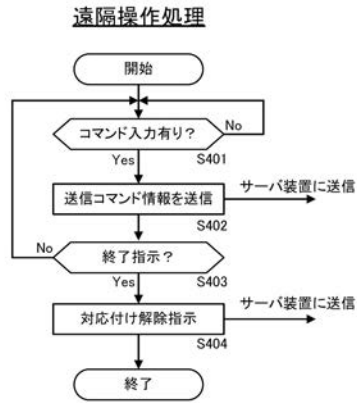 遠隔操作処理
開始
コマンド入力有り？
No
Yes
S401
送信コマンド情報を送信
サーバ装置に送信
S402
No
終了指示？
Yes
S403
対応付け解除指示
サーバ装置に送信
S404
終了